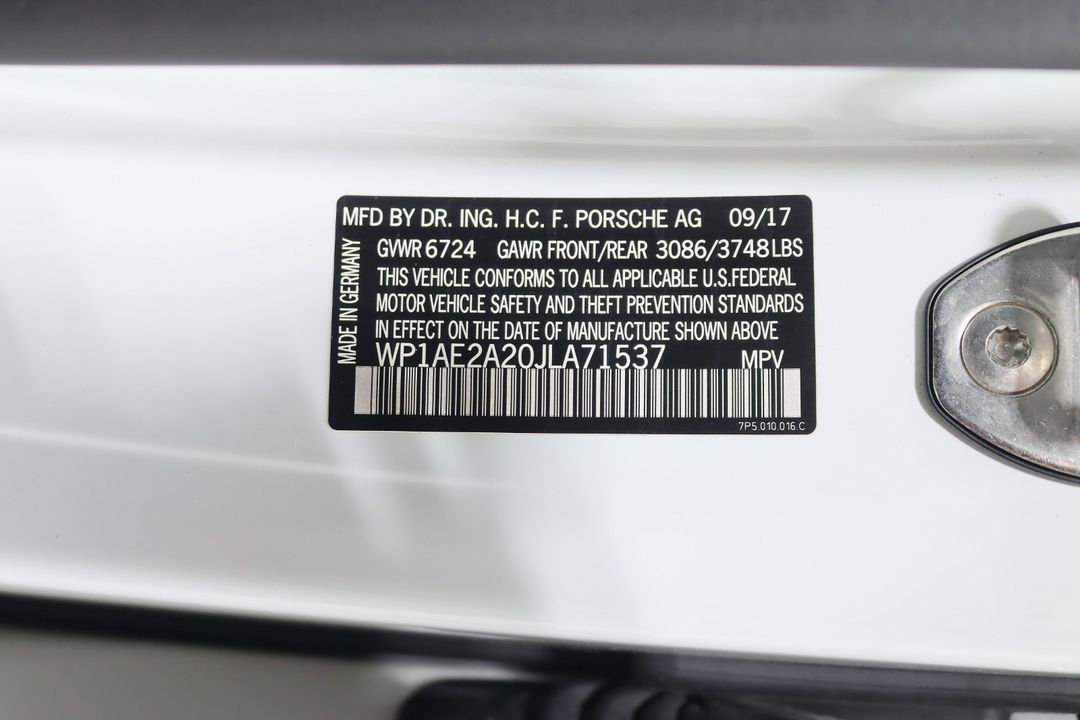 MFD BY DR. ING. H.C. F. PORSCHE AG 09/17
GVWR 6724 GAWR FRONT/REAR 3086/3748LBS
THIS VEHICLE CONFORMS TO ALL APPLICABLE U.S.FEDERAL
MOTOR VEHICLE SAFETY AND THEFT PREVENTION STANDARDS
IN EFFECT ON THE DATE OF MANUFACTURE SHOWN ABOVE
WP1AE2A20JLA71537 MPV
7P5.010.016.C
MADE IN GERMANY